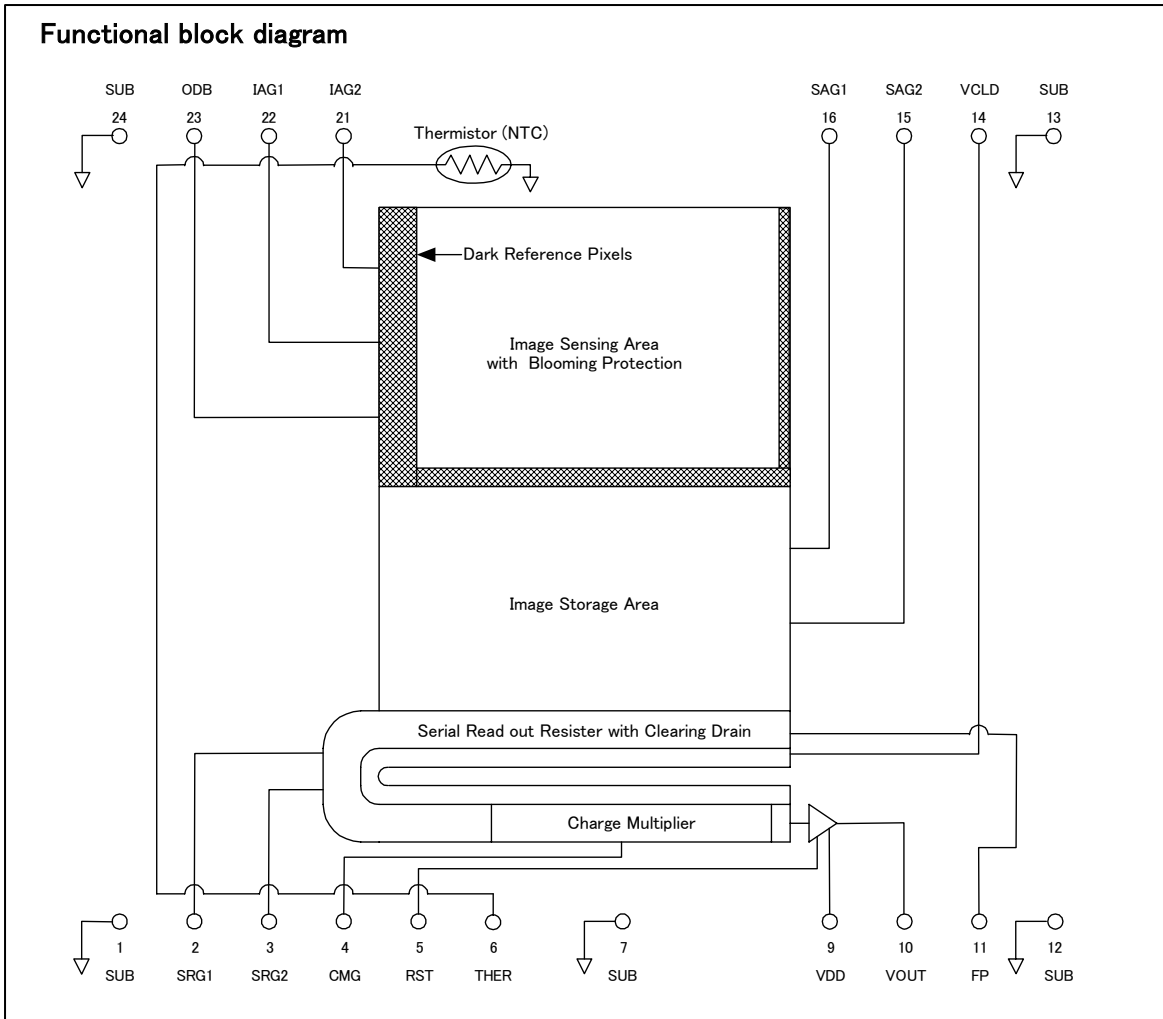 Functional block diagram
SUB ODB IAG1 IAG2 SAG1 SAG2 VCLD SUB
24 23 22 21 16 15 14 13
Thermistor (NTC)
Dark Reference Pixels
Image Sensing Area
with Blooming Protection
Image Storage Area
Serial Read out Resister with Clearing Drain
Charge Multiplier
1 2 3 4 5 6 7 9 10 11 12
SUB SRG1 SRG2 CMG RST THER SUB VDD VOUT FP SUB